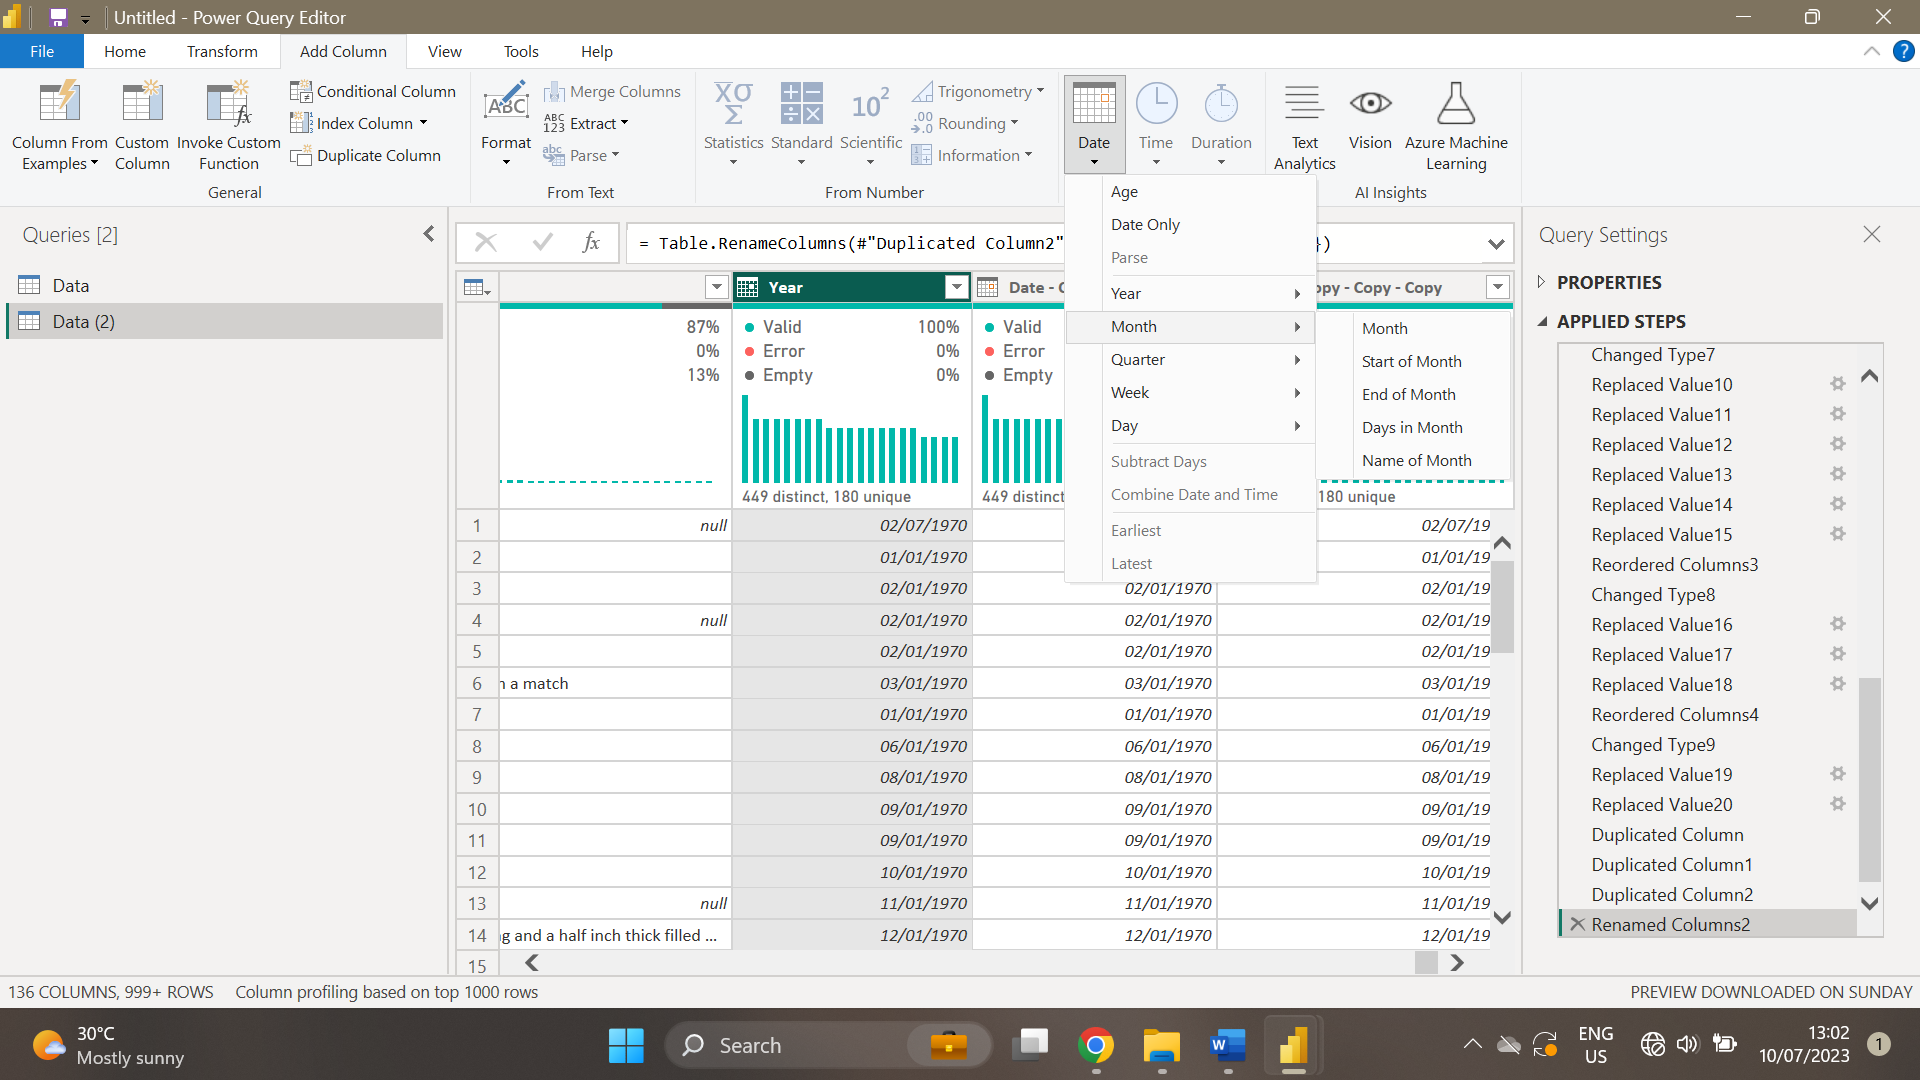 Untitled - Power Query Editor
File Home Transform Add Column View Tools Help
Column From Examples
Custom Column
Invoke Custom Function
Conditional Column
Index Column
Duplicate Column
General
Format
Merge Columns
Extract
Parse
From Text
Statistics
Standard
Scientific
Trigonometry
Rounding
Information
From Number
Date
Time
Duration
Text Analytics
Vision
Azure Machine Learning
AI Insights
Age
Date Only
Parse
Year
Month
Quarter
Week
Day
Subtract Days
Combine Date and Time
Earliest
Latest
Month
Start of Month
End of Month
Days in Month
Name of Month
Queries [2]
Data
Data (2)
= Table.RenameColumns(#"Duplicated Column2" })
Year Date - C opy - Copy - Copy
87% Valid 100% Valid
0% Error 0% Error
13% Empty 0% Empty
449 distinct, 180 unique 449 distinct 180 unique
1 null 02/07/1970 02/07/19
2 01/01/1970 01/01/19
3 02/01/1970 02/01/1970 02/01/19
4 null 02/01/1970 02/01/1970 02/01/19
5 02/01/1970 02/01/1970 02/01/19
6 n a match 03/01/1970 03/01/1970 03/01/19
7 01/01/1970 01/01/1970 01/01/19
8 06/01/1970 06/01/1970 06/01/19
9 08/01/1970 08/01/1970 08/01/19
10 09/01/1970 09/01/1970 09/01/19
11 09/01/1970 09/01/1970 09/01/19
12 10/01/1970 10/01/1970 10/01/19
13 null 11/01/1970 11/01/1970 11/01/19
14 ng and a half inch thick filled ... 12/01/1970 12/01/1970 12/01/19
15
Query Settings
PROPERTIES
APPLIED STEPS
Changed Type7
Replaced Value10
Replaced Value11
Replaced Value12
Replaced Value13
Replaced Value14
Replaced Value15
Reordered Columns3
Changed Type8
Replaced Value16
Replaced Value17
Replaced Value18
Reordered Columns4
Changed Type9
Replaced Value19
Replaced Value20
Duplicated Column
Duplicated Column1
Duplicated Column2
Renamed Columns2
136 COLUMNS, 999+ ROWS Column profiling based on top 1000 rows PREVIEW DOWNLOADED ON SUNDAY
30°C
Mostly sunny
Search
ENG
US
13:02
10/07/2023
1